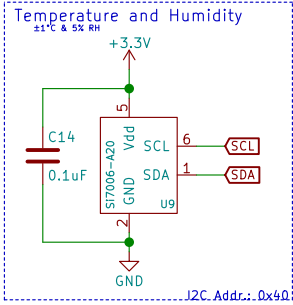 Temperature and Humidity
±1°C & 5% RH
+3.3V
5
Vdd
C14
0.1uF
SI7006-A20
SCL
6
SCL
SDA
1
SDA
GND
U9
2
GND
I2C Addr.: 0x40